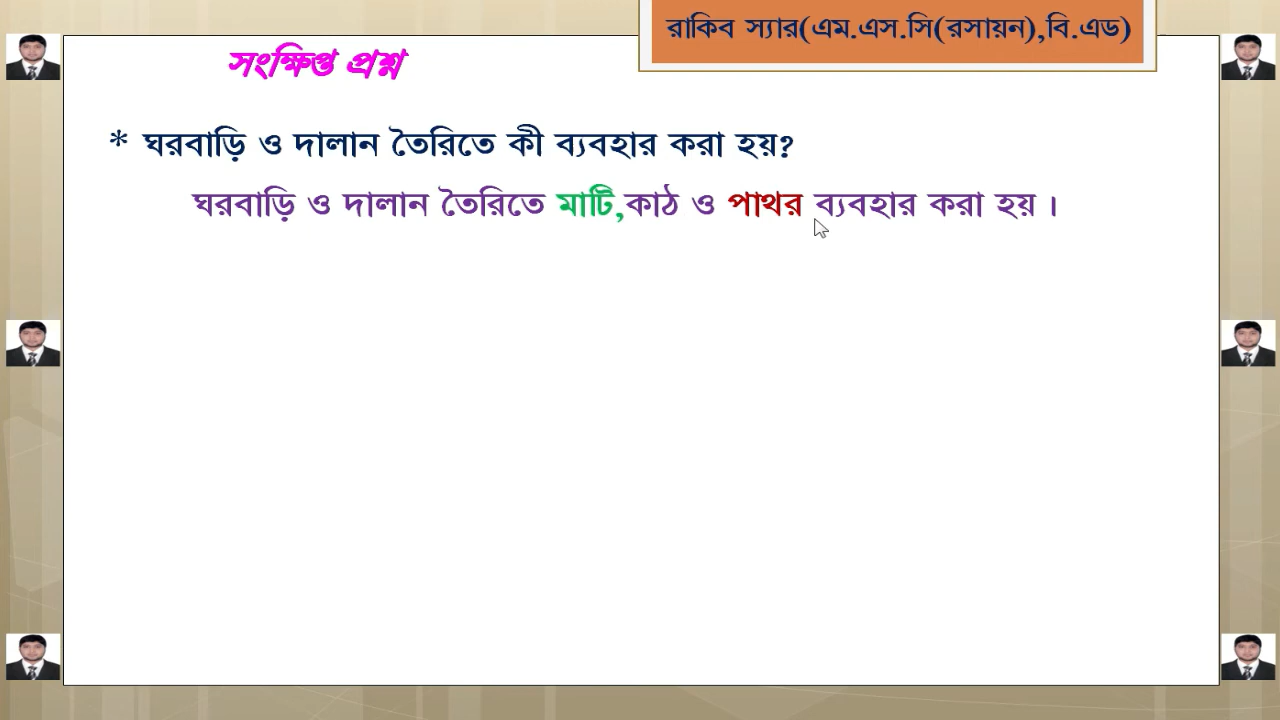 রাকিব স্যার(এম.এস.সি(রসায়ন),বি.এড)
সংক্ষিপ্ত প্রশ্ন
* ঘরবাড়ি ও দালান তৈরিতে কী ব্যবহার করা হয়?
ঘরবাড়ি ও দালান তৈরিতে মাটি,কাঠ ও পাথর ব্যবহার করা হয়।